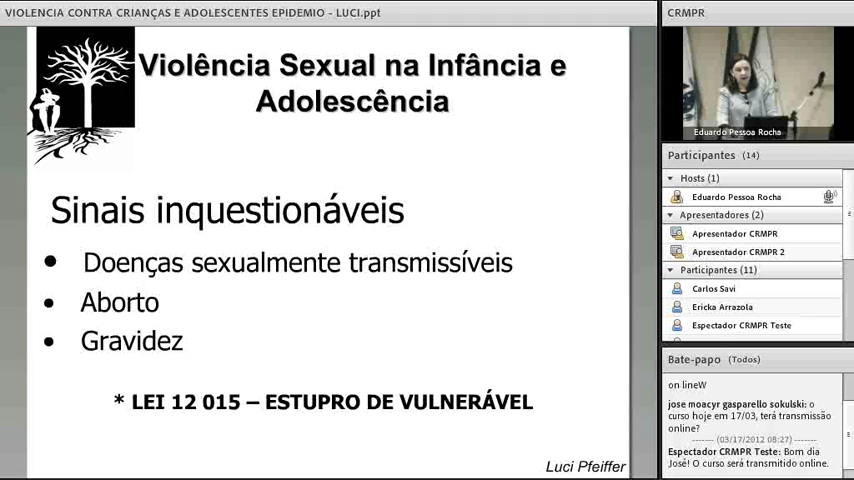 VIOLENCIA CONTRA CRIANÇAS E ADOLESCENTES EPIDEMIO - LUCI.ppt
Violência Sexual na Infância e
Adolescência
Sinais inquestionáveis
• Doenças sexualmente transmissíveis
• Aborto
• Gravidez
* LEI 12 015 – ESTUPRO DE VULNERÁVEL
Luci Pfeiffer
CRMPR
Eduardo Pessoa Rocha
Participantes (14)
Hosts (1)
Eduardo Pessoa Rocha
Apresentadores (2)
Apresentador CRMPR
Apresentador CRMPR 2
Participantes (11)
Carlos Savi
Ericka Arrazola
Espectador CRMPR Teste
Bate-papo (Todos)
on lineW
jose moacyr gasparello sokulski: o
curso hoje em 17/03, terá transmissão
online?
------- (03/17/2012 08:27) -------
Espectador CRMPR Teste: Bom dia
José! O curso será transmitido online.